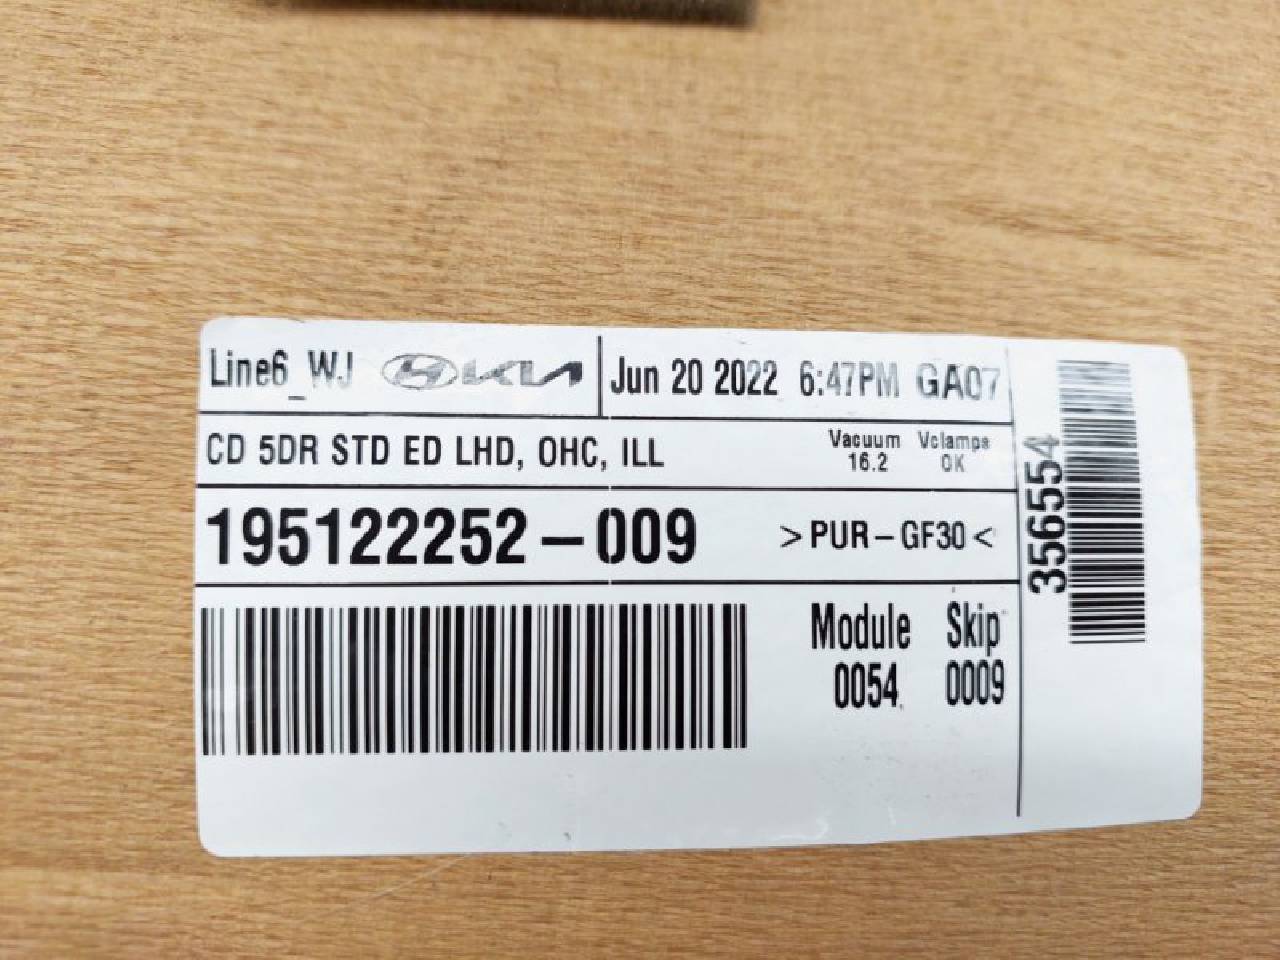 Line6_WJ KIA Jun 20 2022 6:47PM GA07
CD 5DR STD ED LHD, OHC, ILL
Vacuum Vclamps
16.2 OK
195122252-009 >PUR-GF30<
Module Skip
0054 0009
356554